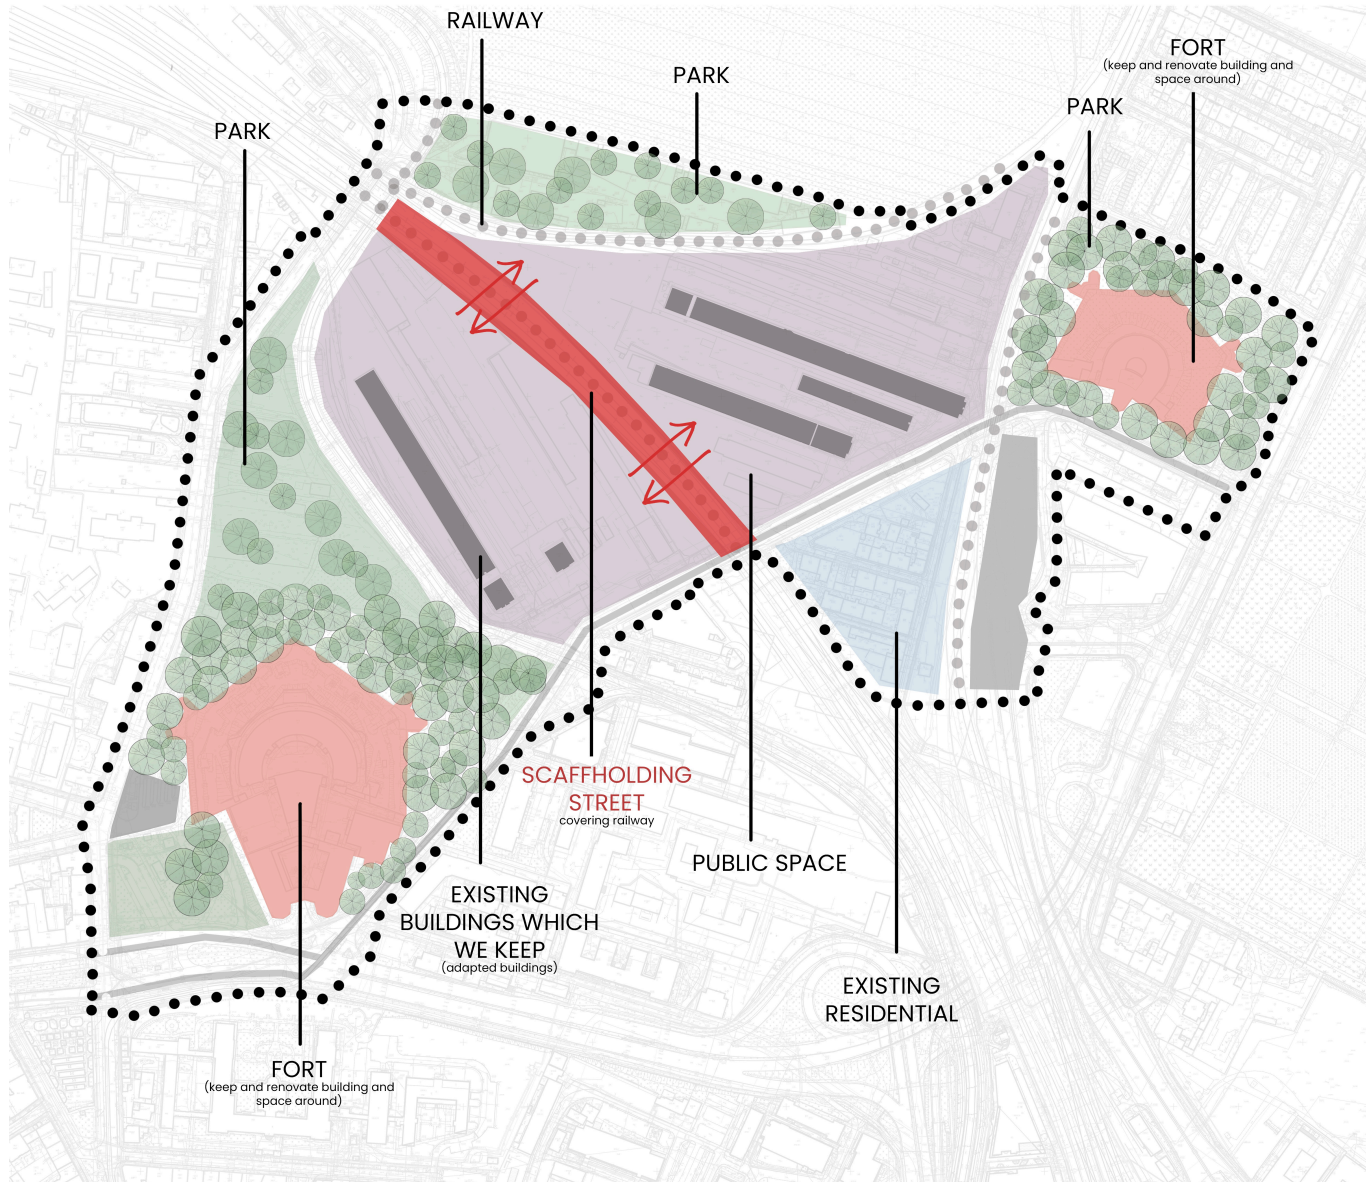 RAILWAY
FORT
(keep and renovate building and
space around)
PARK
PARK
PARK
SCAFFHOLDING
STREET
covering railway
PUBLIC SPACE
EXISTING
BUILDINGS WHICH
WE KEEP
(adapted buildings)
EXISTING
RESIDENTIAL
FORT
(keep and renovate building and
space around)